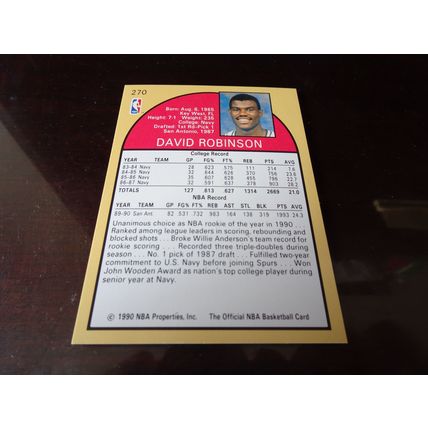 270
NBA
Born: Aug. 6, 1965
Key West, FL
Height: 7-1 Weight: 235
College: Navy
Drafted: 1st Rd-Pick 1
San Antonio, 1987
DAVID ROBINSON
College Record
YEAR TEAM GP FG% FT% REB PTS AVG
83-84 Navy 28 623 575 111 214 7.6
84-85 Navy 32 644 626 370 756 23.6
85-86 Navy 35 607 628 455 796 22.7
86-87 Navy 32 591 637 378 903 28.2
TOTALS 127 613 627 1314 2669 21.0
NBA Record
YEAR TEAM GP FG% FT% REB AST STL BLK PTS AVG
89-90 San Ant. 82 531 732 983 164 138 319 1993 24.3
Unanimous choice as NBA rookie of the year in 1990 . . .
Ranked among league leaders in scoring, rebounding and
blocked shots . . . Broke Willie Anderson's team record for
rookie scoring . . . Recorded three triple-doubles during
season . . . No. 1 pick of 1987 draft . . . Fulfilled two-year
commitment to U.S. Navy before joining Spurs . . . Won
John Wooden Award as nation's top college player during
senior year at Navy.
© 1990 NBA Properties, Inc. The Official NBA Basketball Card